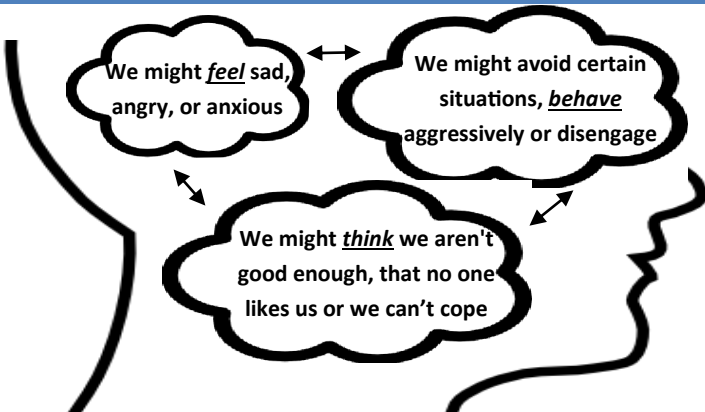 We might feel sad,
angry, or anxious
We might avoid certain
situations, behave
aggressively or disengage
We might think we aren't
good enough, that no one
likes us or we can’t cope